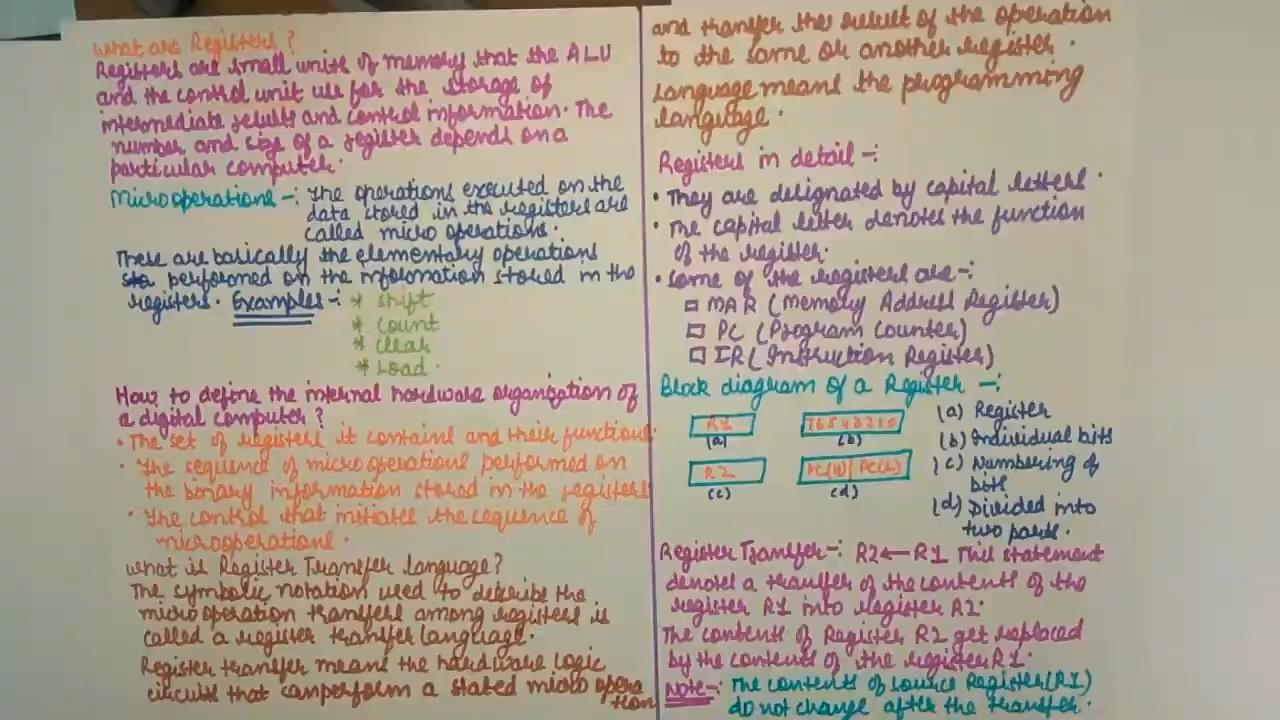 What are Registers?
Registers are small units of memory that the ALU
and the control unit use for the storage of
intermediate results and control information. The
number and size of a register depends on a
particular computer.
Microoperations -: The operations executed on the
data stored in the registers are
called micro operations.
These are basically the elementary operations
performed on the information stored in the
registers. Examples -: * Shift
* Count
* Clear
* Load.
How to define the internal hardware organization of
a digital computer?
• The set of registers it contains and their functions.
• The sequence of microoperations performed on
the binary information stored in the registers
• The control that initiates the sequence of
microoperations.
What is Register Transfer language?
The symbolic notation used to describe the
microoperation transfers among registers is
called a register transfer language.
Register transfer means the hardware logic
circuits that can perform a stated micro opera
tion
and transfer the result of the operation
to the same or another register.
Language means the programming
language.
Registers in detail -:
• They are designated by capital letters.
• The capital letter denotes the function
of the register.
• Some of the registers are -:
□ MAR (Memory Address Register)
□ PC (Program Counter)
□ IR (Instruction Register)
Block diagram of a Register -:
R1
(a)
7 6 5 4 3 2 1 0
(b)
R2
(c)
PC(H) PC(L)
(d)
(a) Register
(b) Individual bits
(c) Numbering of
bits
(d) Divided into
two parts.
Register Transfer -: R2 ← R1 This statement
denotes a transfer of the contents of the
register R1 into register R2.
The contents of Register R2 get replaced
by the contents of the register R1.
Note -: The contents of source Register (R1)
do not change after the transfer.